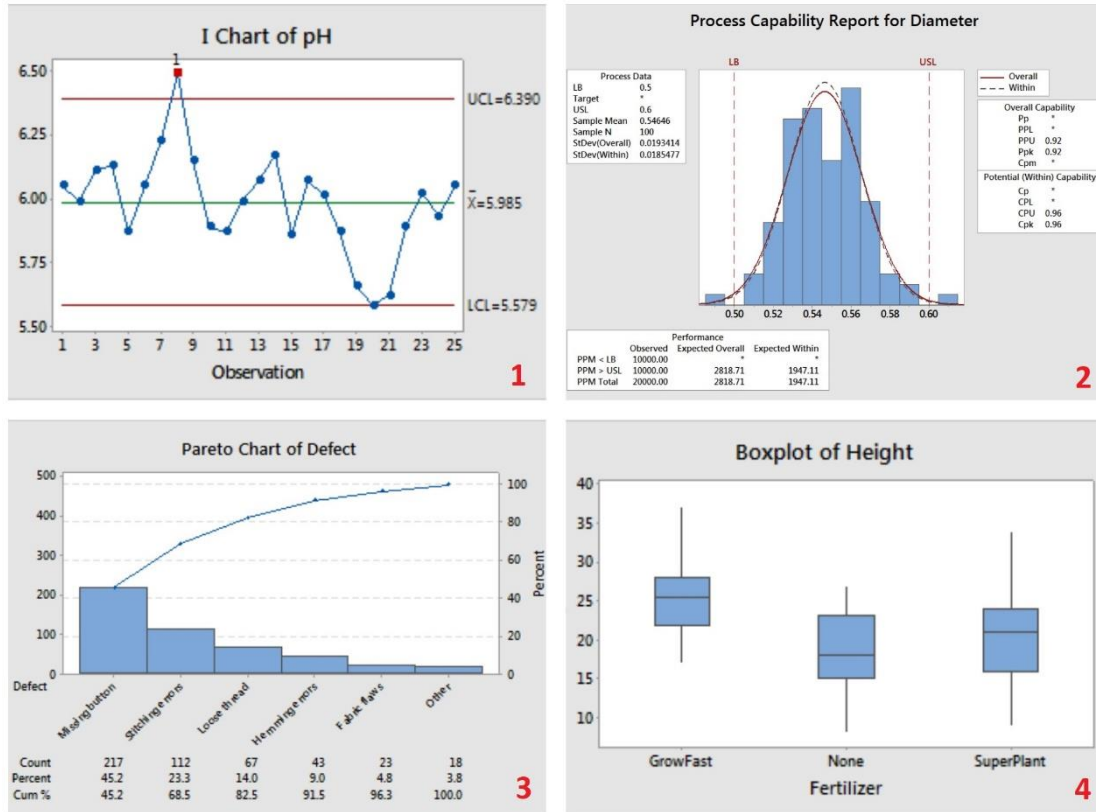 I Chart of pH
1
6.50
6.25
6.00
5.75
5.50
UCL=6.390
X̄=5.985
LCL=5.579
1 3 5 7 9 11 13 15 17 19 21 23 25
Observation
1
Process Capability Report for Diameter
LB USL
Process Data
LB 0.5
Target *
USL 0.6
Sample Mean 0.54646
Sample N 100
StDev(Overall) 0.0193414
StDev(Within) 0.0185477
Overall
Within
Overall Capability
Pp *
PPL *
PPU 0.92
Ppk 0.92
Cpm *
Potential (Within) Capability
Cp *
CPL *
CPU 0.96
Cpk 0.96
0.50 0.52 0.54 0.56 0.58 0.60
Performance
Observed Expected Overall Expected Within
PPM < LB 10000.00 * *
PPM > USL 10000.00 2818.71 1947.11
PPM Total 20000.00 2818.71 1947.11
2
Pareto Chart of Defect
500
400
300
200
100
0
100
80
60
40
20
0
Percent
Defect
Missing button
Stitching errors
Loose thread
Hemming errors
Fabric flaws
Other
Count 217 112 67 43 23 18
Percent 45.2 23.3 14.0 9.0 4.8 3.8
Cum % 45.2 68.5 82.5 91.5 96.3 100.0
3
Boxplot of Height
40
35
30
25
20
15
10
GrowFast None SuperPlant
Fertilizer
4